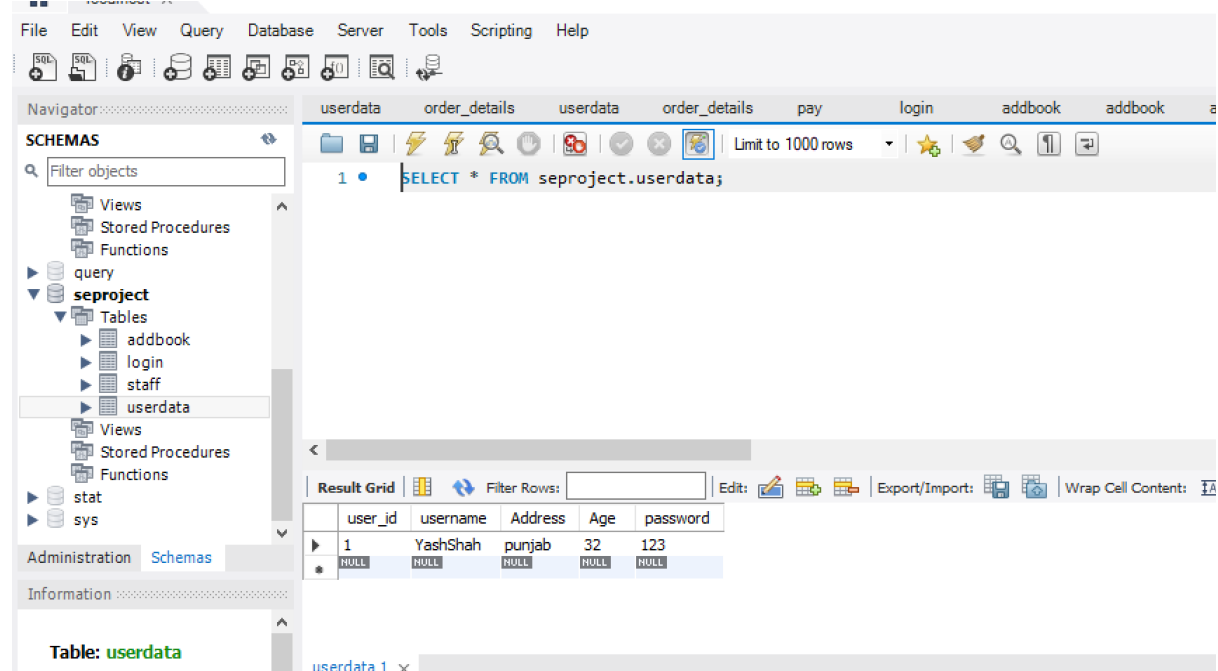 File Edit View Query Database Server Tools Scripting Help
Navigator
SCHEMAS
Filter objects
Views
Stored Procedures
Functions
query
seproject
Tables
addbook
login
staff
userdata
Views
Stored Procedures
Functions
stat
sys
Administration Schemas
Information
Table: userdata
userdata order_details userdata order_details pay login addbook addbook
Limit to 1000 rows
1 SELECT * FROM seproject.userdata;
Result Grid Filter Rows: Edit: Export/Import: Wrap Cell Content:
user_id username Address Age password
1 YashShah punjab 32 123
NULL NULL NULL NULL NULL
userdata 1